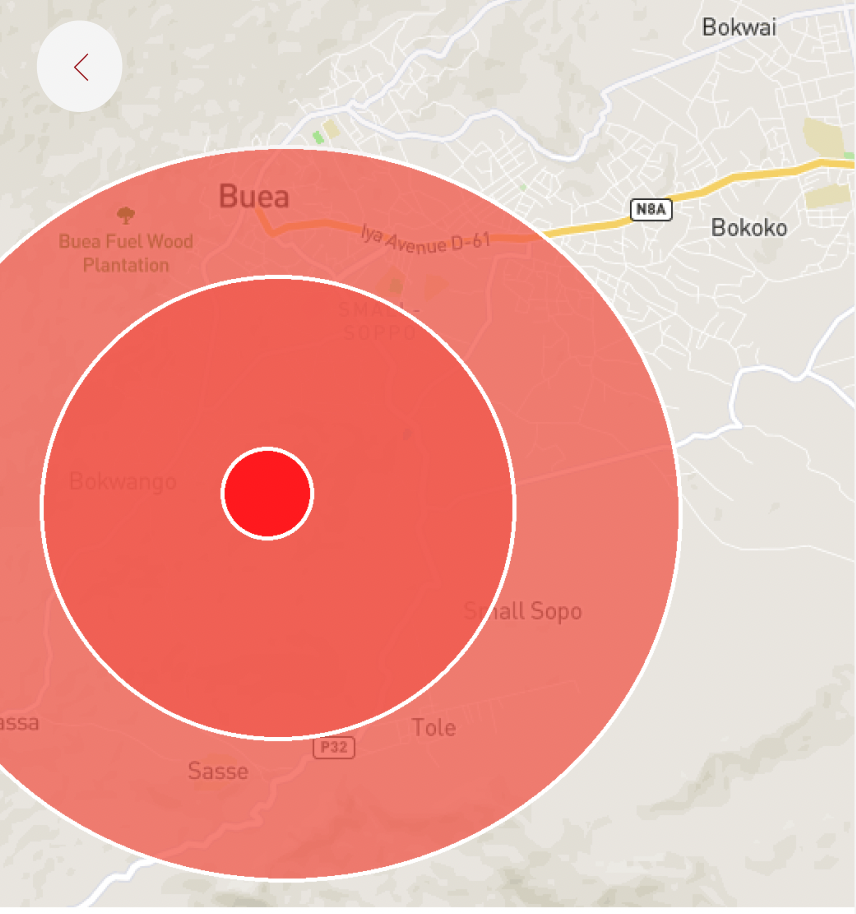 Bokwai
Buea
N8A
Iya Avenue D-61
Bokoko
Buea Fuel Wood
Plantation
SMALL-
SOPPO
Bokwango
Small Sopo
assa
Tole
P32
Sasse